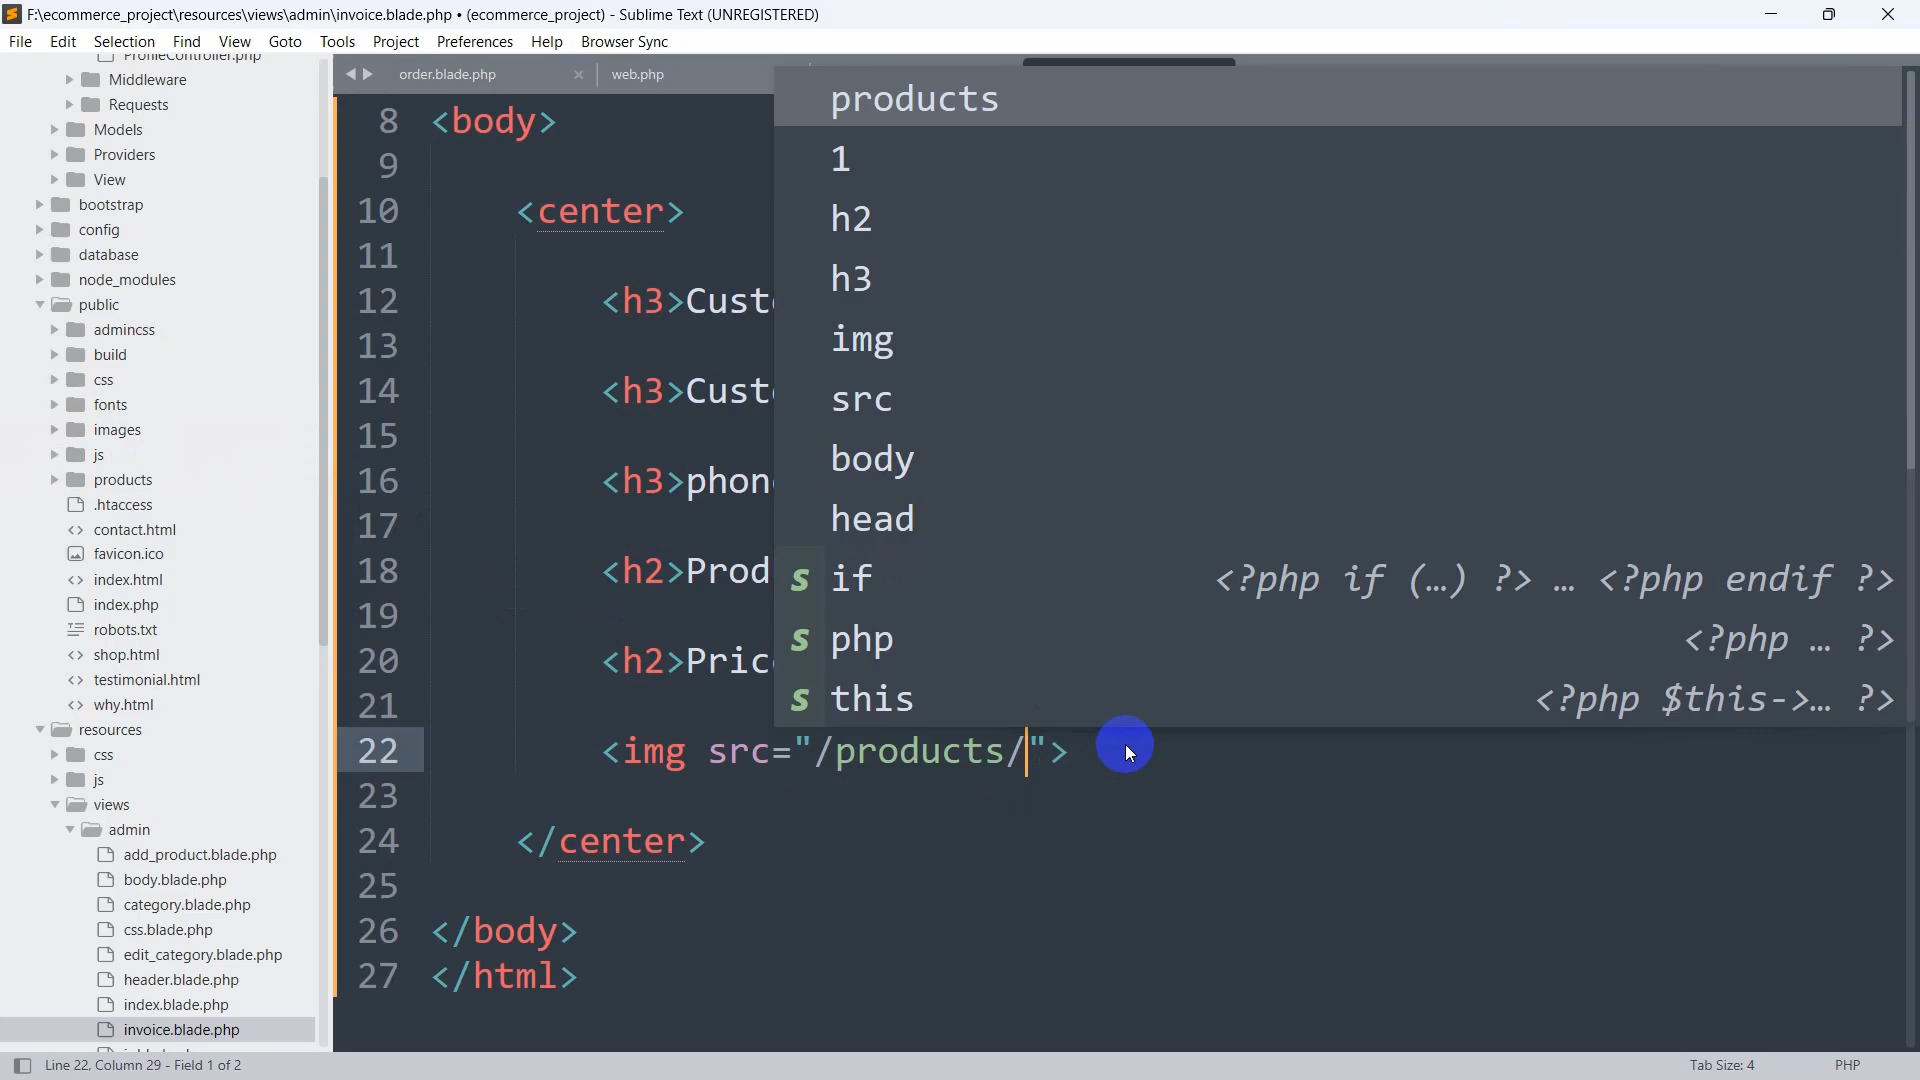 F:\ecommerce_project\resources\views\admin\invoice.blade.php • (ecommerce_project) - Sublime Text (UNREGISTERED)
File Edit Selection Find View Goto Tools Project Preferences Help Browser Sync
ProfileController.php
Middleware
Requests
Models
Providers
View
bootstrap
config
database
node_modules
public
admincss
build
css
fonts
images
js
products
.htaccess
contact.html
favicon.ico
index.html
index.php
robots.txt
shop.html
testimonial.html
why.html
resources
css
js
views
admin
add_product.blade.php
body.blade.php
category.blade.php
css.blade.php
edit_category.blade.php
header.blade.php
index.blade.php
invoice.blade.php
order.blade.php × web.php
8 <body>
9
10 <center>
11
12 <h3>Custo
13
14 <h3>Custo
15
16 <h3>phon
17
18 <h2>Prod
19
20 <h2>Price
21
22 <img src="/products/">
23
24 </center>
25
26 </body>
27 </html>
products
1
h2
h3
img
src
body
head
s if <?php if (…) ?> … <?php endif ?>
s php <?php … ?>
s this <?php $this->… ?>
Line 22, Column 29 - Field 1 of 2
Tab Size: 4
PHP